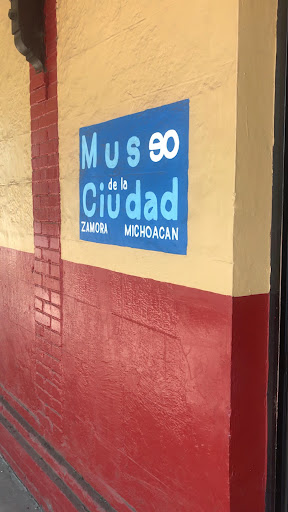 Museo
de la
Ciudad
ZAMORA MICHOACAN